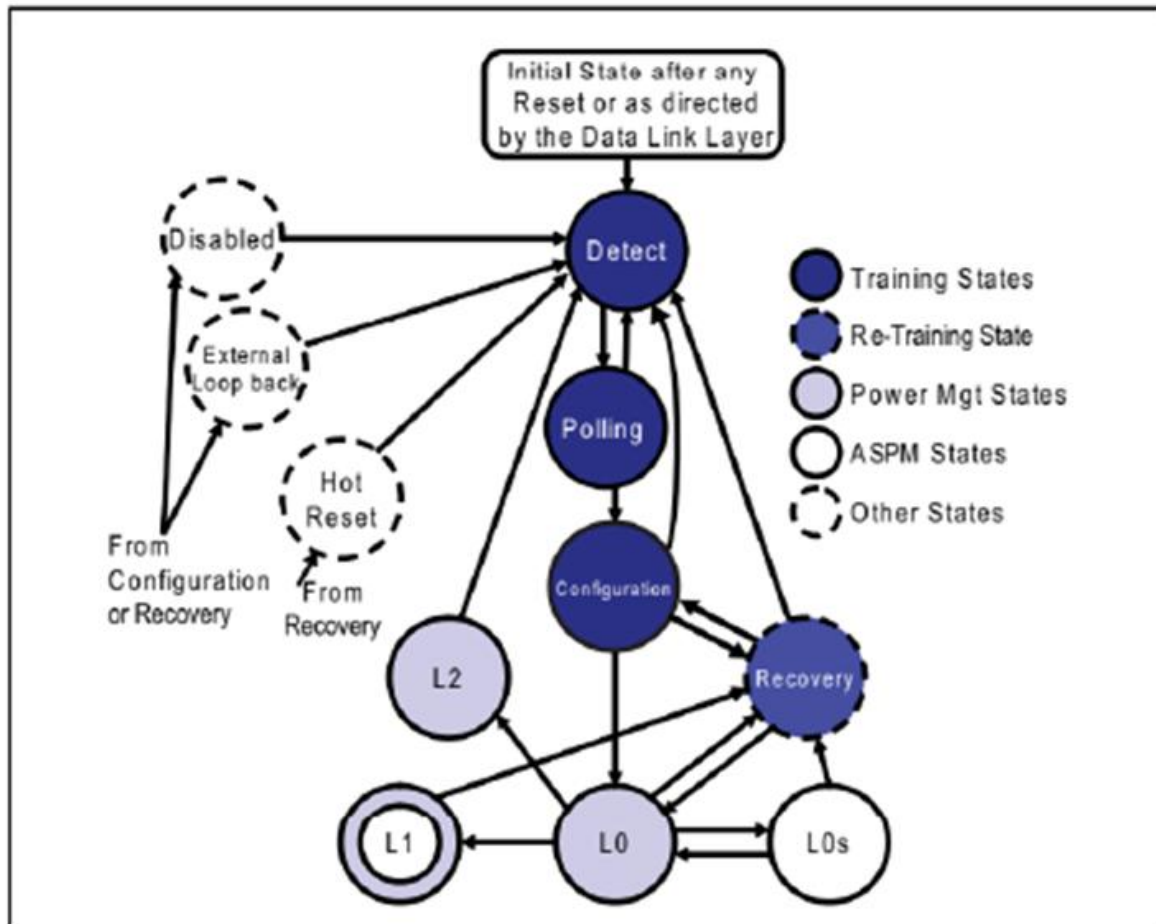 Initial State after any
Reset or as directed
by the Data Link Layer
Detect
Disabled
External
Loop back
Hot
Reset
Polling
Configuration
From
Configuration
or Recovery
From
Recovery
L2
Recovery
L1
L0
L0s
Training States
Re-Training State
Power Mgt States
ASPM States
Other States